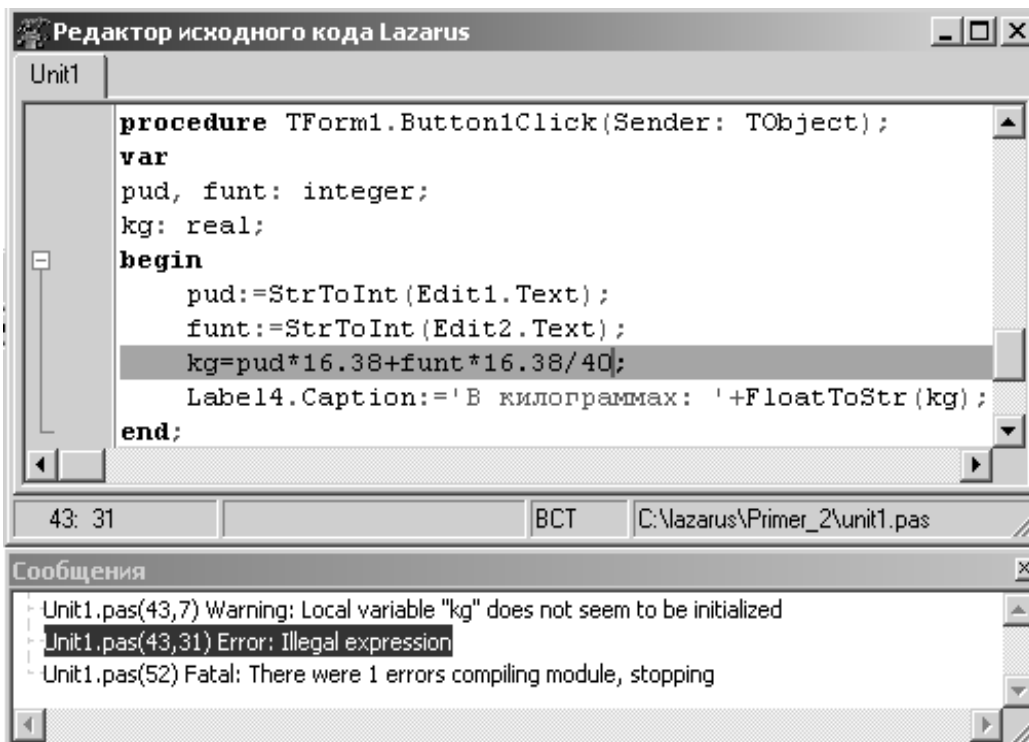 Редактор исходного кода Lazarus
Unit1
procedure TForm1.Button1Click(Sender: TObject);
var
pud, funt: integer;
kg: real;
begin
pud:=StrToInt(Edit1.Text);
funt:=StrToInt(Edit2.Text);
kg=pud*16.38+funt*16.38/40;
Label4.Caption:='В килограммах: '+FloatToStr(kg);
end;
43: 31 ВСТ C:\lazarus\Primer_2\unit1.pas
Сообщения
Unit1.pas(43,7) Warning: Local variable "kg" does not seem to be initialized
Unit1.pas(43,31) Error: Illegal expression
Unit1.pas(52) Fatal: There were 1 errors compiling module, stopping